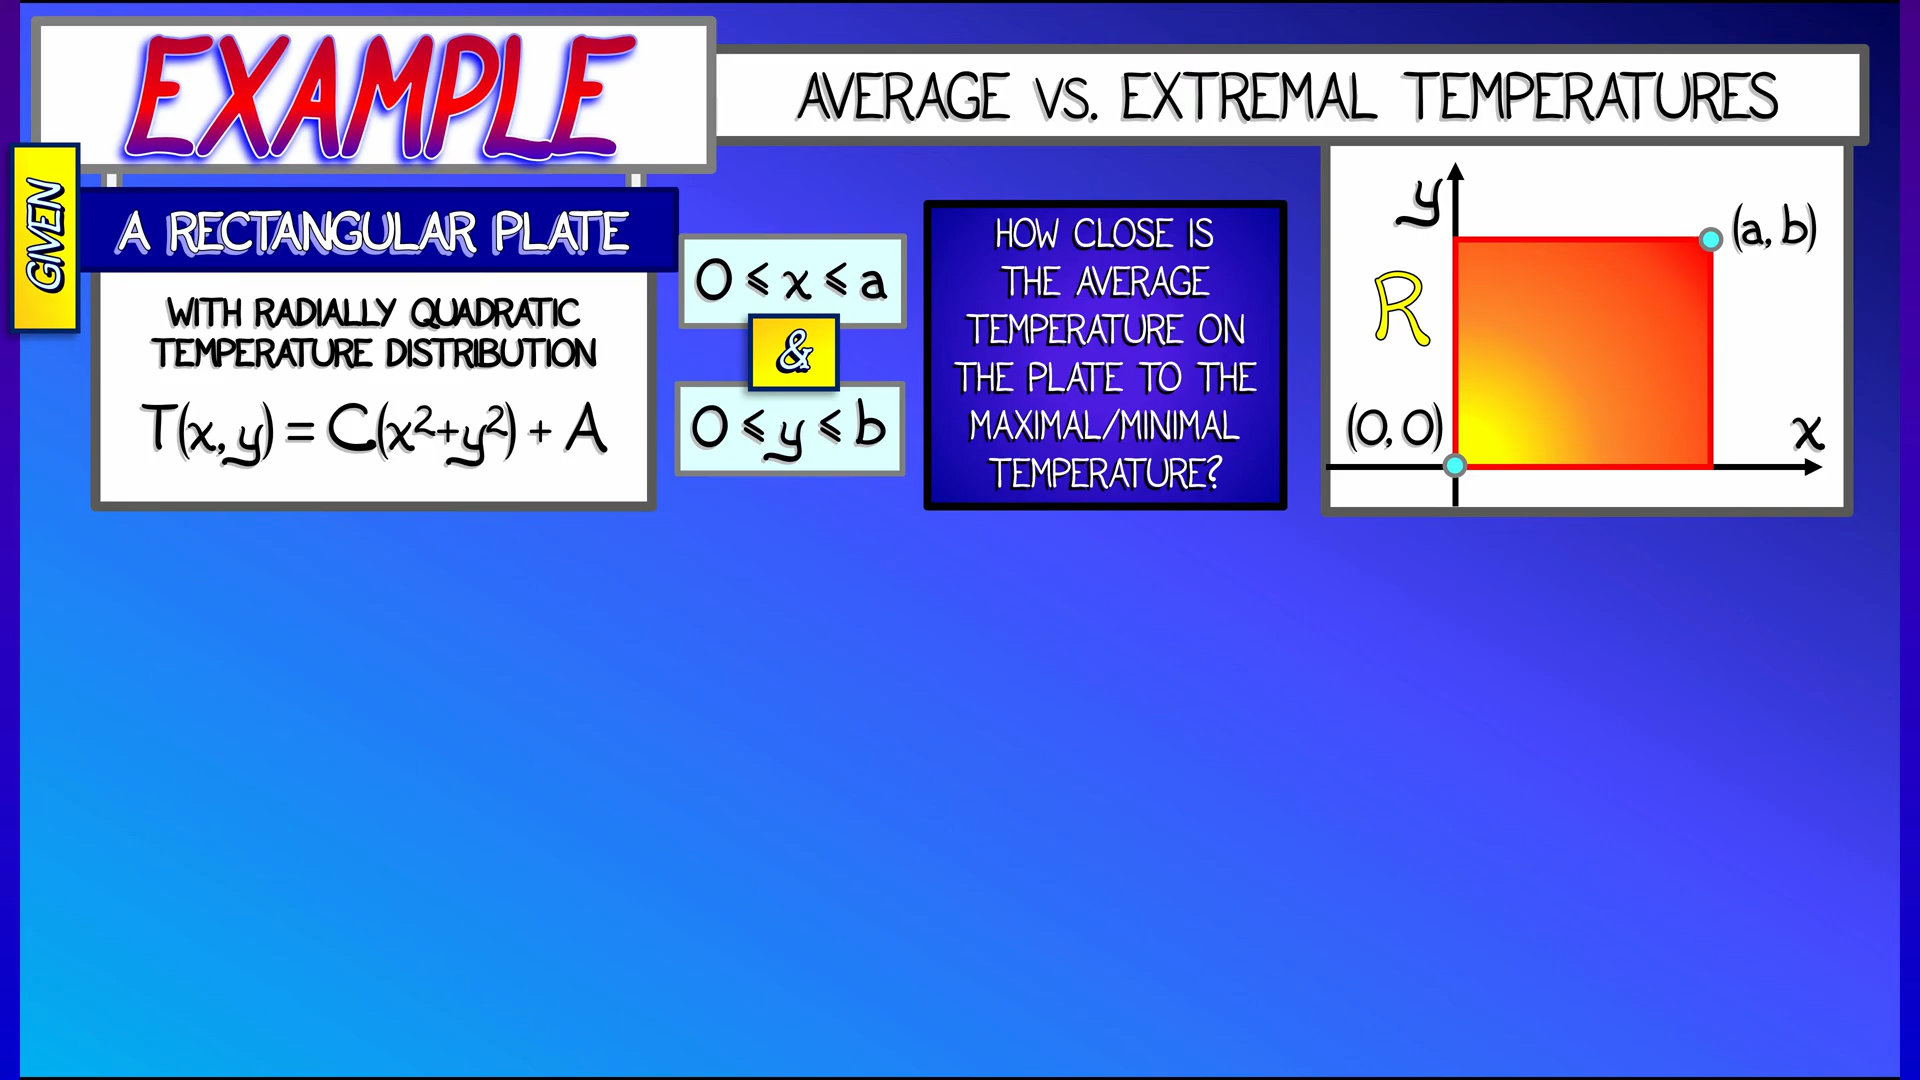 EXAMPLE
AVERAGE VS. EXTREMAL TEMPERATURES
GIVEN
A RECTANGULAR PLATE
WITH RADIALLY QUADRATIC
TEMPERATURE DISTRIBUTION
T(x, y) = C(x²+y²) + A
0 ⩽ x ⩽ a
&
0 ⩽ y ⩽ b
HOW CLOSE IS
THE AVERAGE
TEMPERATURE ON
THE PLATE TO THE
MAXIMAL/MINIMAL
TEMPERATURE?
y
(a, b)
R
(0, 0)
x